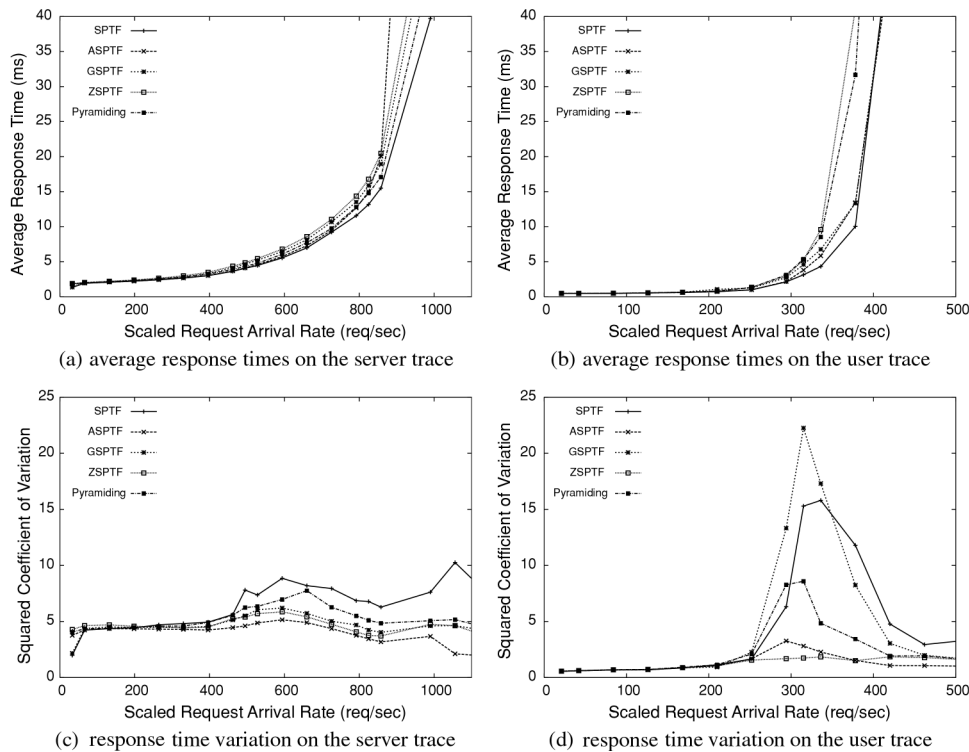 40
35
30
25
20
15
10
5
0
Average Response Time (ms)
SPTF
ASPTF
GSPTF
ZSPTF
Pyramiding
0 200 400 600 800 1000
Scaled Request Arrival Rate (req/sec)
(a) average response times on the server trace
40
35
30
25
20
15
10
5
0
Average Response Time (ms)
SPTF
ASPTF
GSPTF
ZSPTF
Pyramiding
0 100 200 300 400 500
Scaled Request Arrival Rate (req/sec)
(b) average response times on the user trace
25
20
15
10
5
0
Squared Coefficient of Variation
SPTF
ASPTF
GSPTF
ZSPTF
Pyramiding
0 200 400 600 800 1000
Scaled Request Arrival Rate (req/sec)
(c) response time variation on the server trace
25
20
15
10
5
0
Squared Coefficient of Variation
SPTF
ASPTF
GSPTF
ZSPTF
Pyramiding
0 100 200 300 400 500
Scaled Request Arrival Rate (req/sec)
(d) response time variation on the user trace